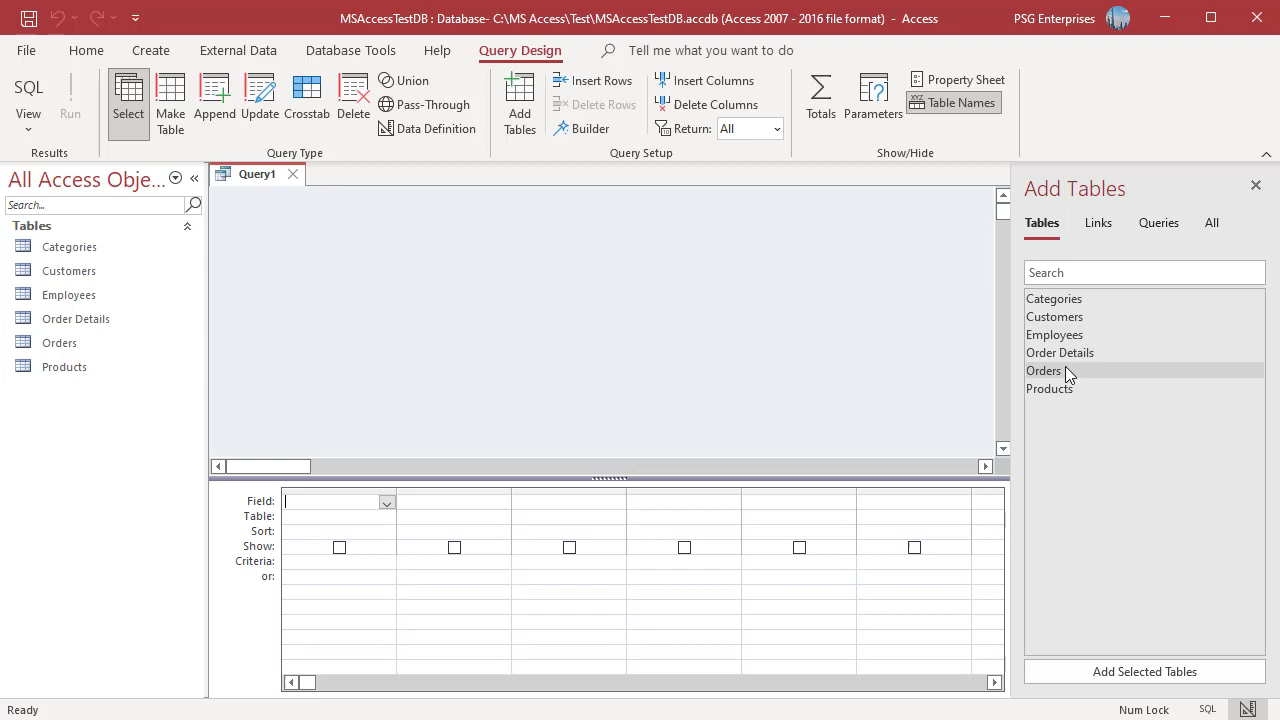 MSAccessTestDB : Database- C:\MS Access\Test\MSAccessTestDB.accdb (Access 2007 - 2016 file format) - Access
PSG Enterprises
File Home Create External Data Database Tools Help Query Design Tell me what you want to do
SQL
View
Run
Results
Select
Make Table
Append
Update
Crosstab
Delete
Union
Pass-Through
Data Definition
Query Type
Add Tables
Insert Rows
Delete Rows
Builder
Insert Columns
Delete Columns
Return: All
Query Setup
Totals
Parameters
Property Sheet
XYZ Table Names
Show/Hide
All Access Obje...
Search...
Tables
Categories
Customers
Employees
Order Details
Orders
Products
Query1
Field:
Table:
Sort:
Show:
Criteria:
or:
Add Tables
Tables Links Queries All
Search
Categories
Customers
Employees
Order Details
Orders
Products
Add Selected Tables
Ready
Num Lock
SQL